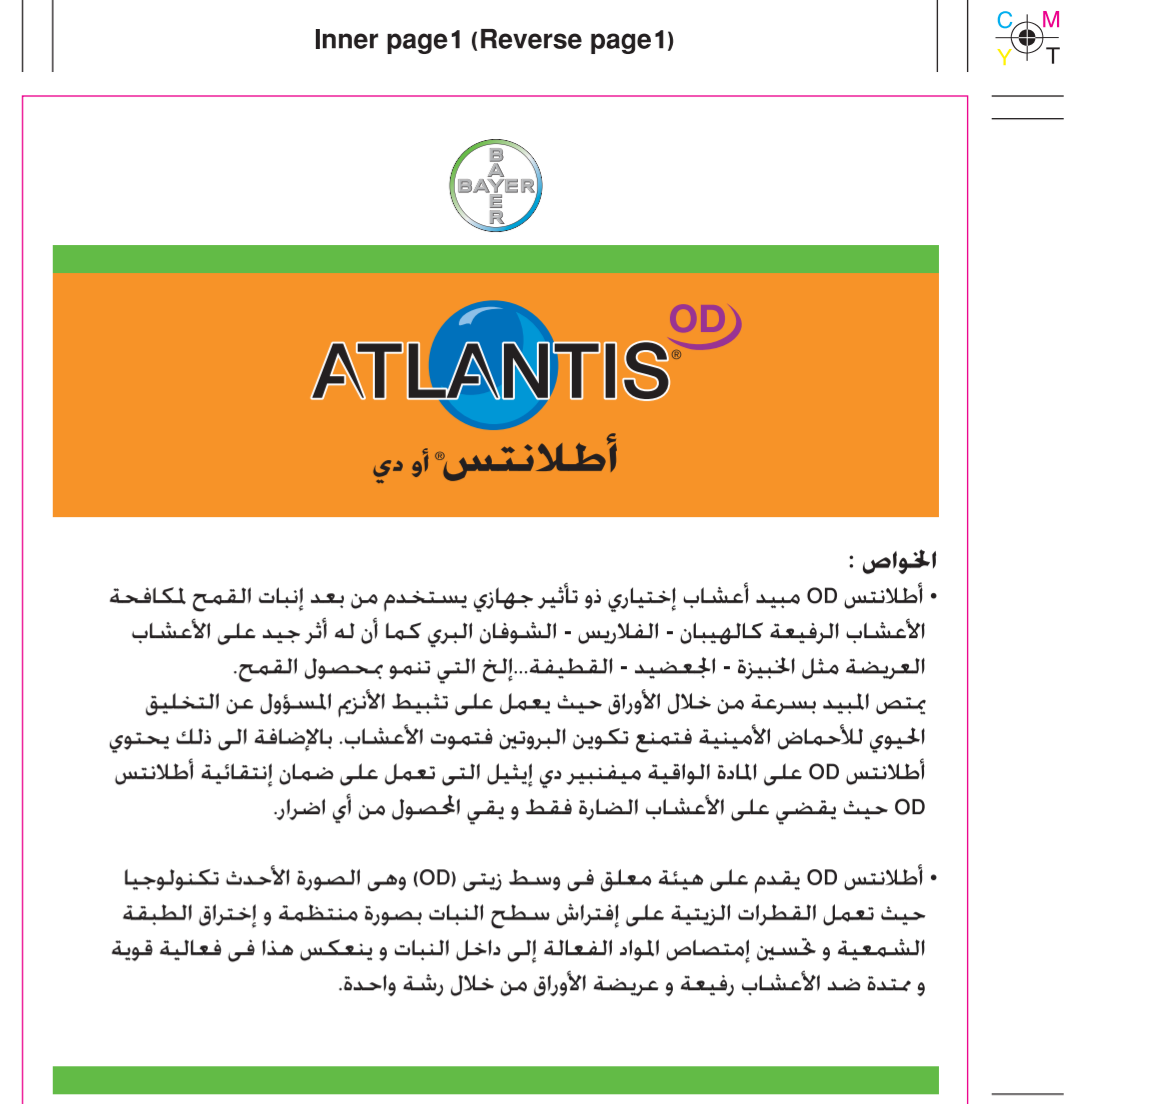 Inner page1 (Reverse page1)
C M
Y T
BAYER
BAYER
OD
ATLANTIS®
أطلانتس® أو دي
الخواص :
• أطلانتس OD مبيد أعشاب إختياري ذو تأثير جهازي يستخدم من بعد إنبات القمح لمكافحة
الأعشاب الرفيعة كالهيبان - الفلاريس - الشوفان البري كما أن له أثر جيد على الأعشاب
العريضة مثل الخبيزة - الجعضيد - القطيفة...إلخ التي تنمو بمحصول القمح.
يمتص المبيد بسرعة من خلال الأوراق حيث يعمل على تثبيط الأنزيم المسؤول عن التخليق
الحيوي للأحماض الأمينية فتمنع تكوين البروتين فتموت الأعشاب. بالإضافة الى ذلك يحتوي
أطلانتس OD على المادة الواقية ميفنبير دي إيثيل التى تعمل على ضمان إنتقائية أطلانتس
OD حيث يقضي على الأعشاب الضارة فقط و يقي المحصول من أي اضرار.
• أطلانتس OD يقدم على هيئة معلق فى وسط زيتى (OD) وهى الصورة الأحدث تكنولوجيا
حيث تعمل القطرات الزيتية على إفتراش سطح النبات بصورة منتظمة و إختراق الطبقة
الشمعية و تحسين إمتصاص المواد الفعالة إلى داخل النبات و ينعكس هذا فى فعالية قوية
و ممتدة ضد الأعشاب رفيعة و عريضة الأوراق من خلال رشة واحدة.